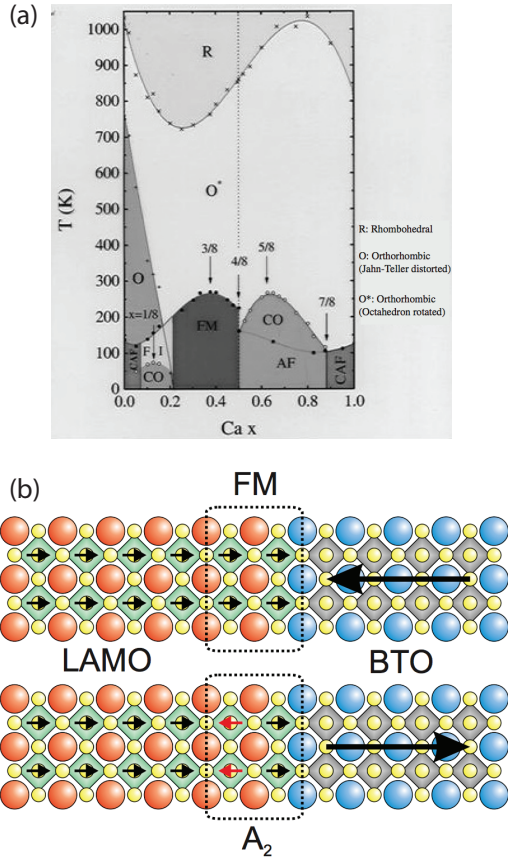 (a)
1000
900
800
700
600
500
400
300
200
100
0
T (K)
R
O*
3/8
5/8
4/8
7/8
O
x=1/8
FM
CO
CAF
F I
CO
AF
CAF
0.0 0.2 0.4 0.6 0.8 1.0
Ca x
R: Rhombohedral
O: Orthorhombic
(Jahn-Teller distorted)
O*: Orthorhombic
(Octahedron rotated)
(b)
FM
LAMO BTO
A2